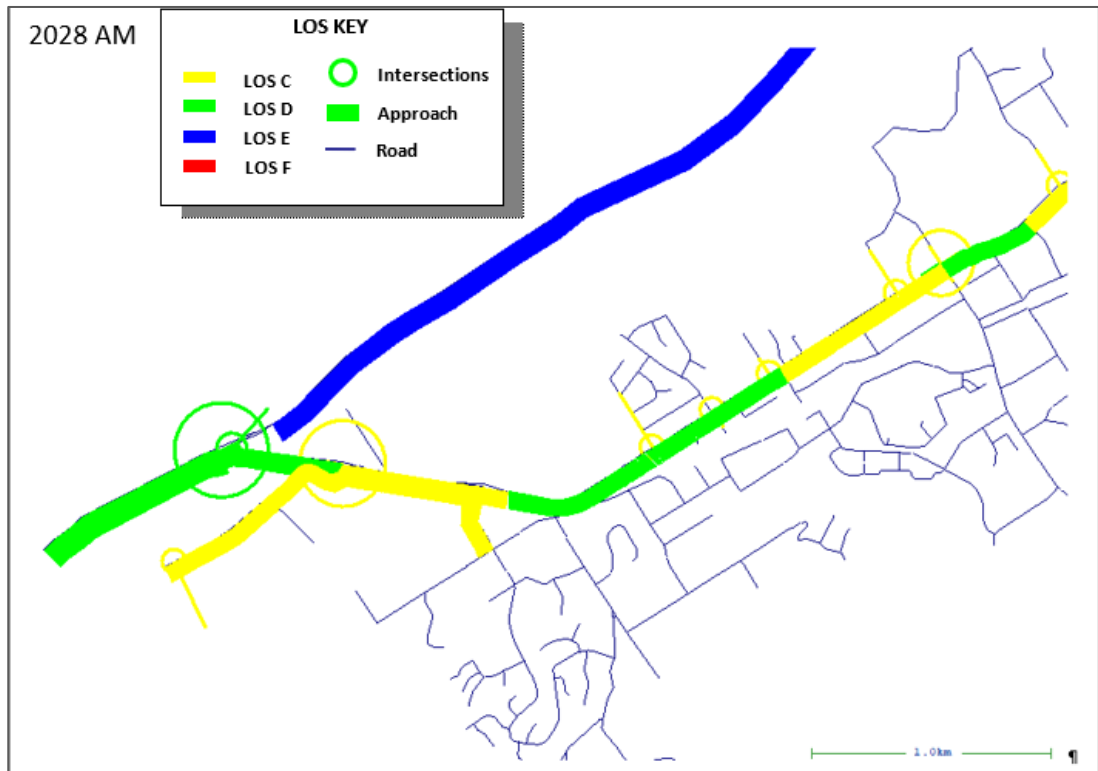 2028 AM
LOS KEY
LOS C
LOS D
LOS E
LOS F
Intersections
Approach
Road
1.0km
¶